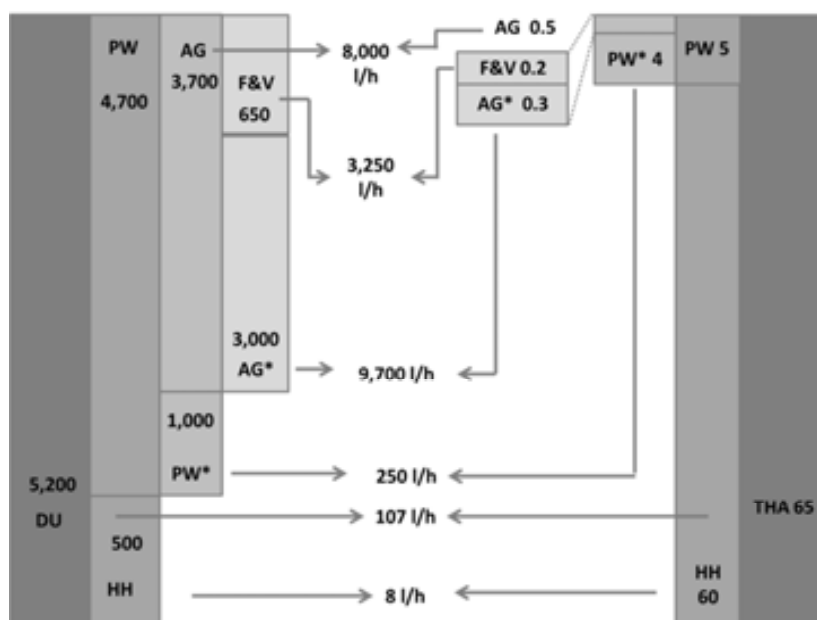 PW
4,700
AG
3,700
F&V
650
8,000
l/h
AG 0.5
F&V 0.2
AG* 0.3
PW* 4
PW 5
3,250
l/h
3,000
AG*
9,700 l/h
1,000
PW*
250 l/h
5,200
DU
107 l/h
THA 65
500
HH
8 l/h
HH
60